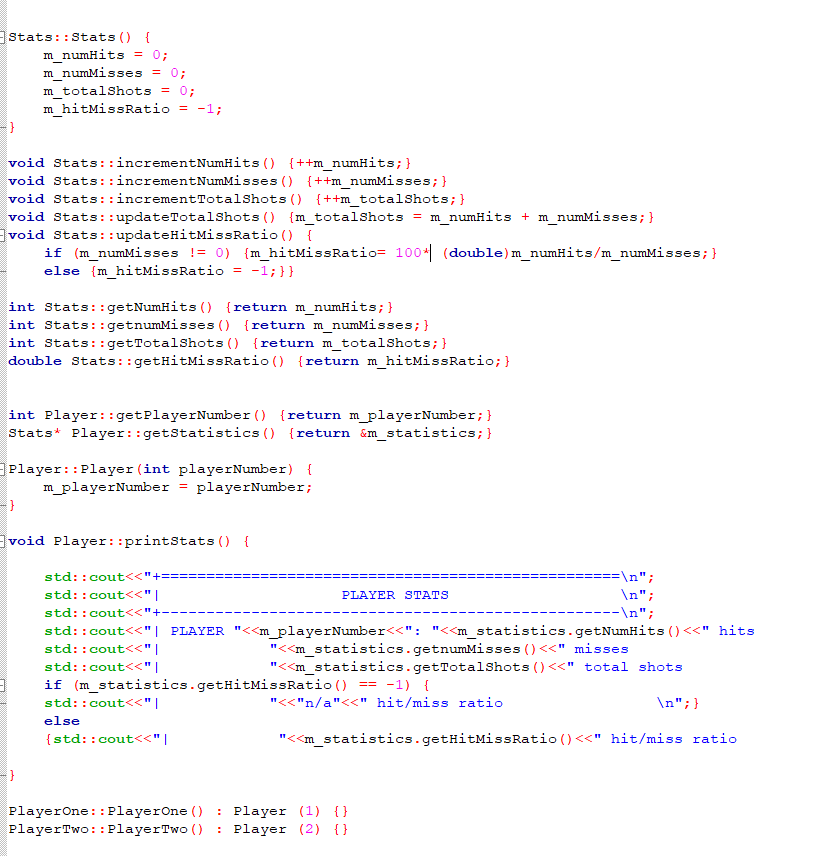 Stats::Stats() {
    m_numHits = 0;
    m_numMisses = 0;
    m_totalShots = 0;
    m_hitMissRatio = -1;
}
void Stats::incrementNumHits() {++m_numHits;}
void Stats::incrementNumMisses() {++m_numMisses;}
void Stats::incrementTotalShots() {++m_totalShots;}
void Stats::updateTotalShots() {m_totalShots = m_numHits + m_numMisses;}
void Stats::updateHitMissRatio() {
    if (m_numMisses != 0) {m_hitMissRatio= 100* (double)m_numHits/m_numMisses;}
    else {m_hitMissRatio = -1;}}
int Stats::getNumHits() {return m_numHits;}
int Stats::getnumMisses() {return m_numMisses;}
int Stats::getTotalShots() {return m_totalShots;}
double Stats::getHitMissRatio() {return m_hitMissRatio;}
int Player::getPlayerNumber() {return m_playerNumber;}
Stats* Player::getStatistics() {return &m_statistics;}
Player::Player(int playerNumber) {
    m_playerNumber = playerNumber;
}
void Player::printStats() {
    std::cout<<"+===================================================\n";
    std::cout<<"|                    PLAYER STATS                   \n";
    std::cout<<"+---------------------------------------------------\n";
    std::cout<<"| PLAYER "<<m_playerNumber<<": "<<m_statistics.getNumHits()<<" hits
    std::cout<<"|            "<<m_statistics.getnumMisses()<<" misses
    std::cout<<"|            "<<m_statistics.getTotalShots()<<" total shots
    if (m_statistics.getHitMissRatio() == -1) {
    std::cout<<"|            "<<"n/a"<<" hit/miss ratio                 \n";}
    else
    {std::cout<<"|            "<<m_statistics.getHitMissRatio()<<" hit/miss ratio
}
PlayerOne::PlayerOne() : Player (1) {}
PlayerTwo::PlayerTwo() : Player (2) {}